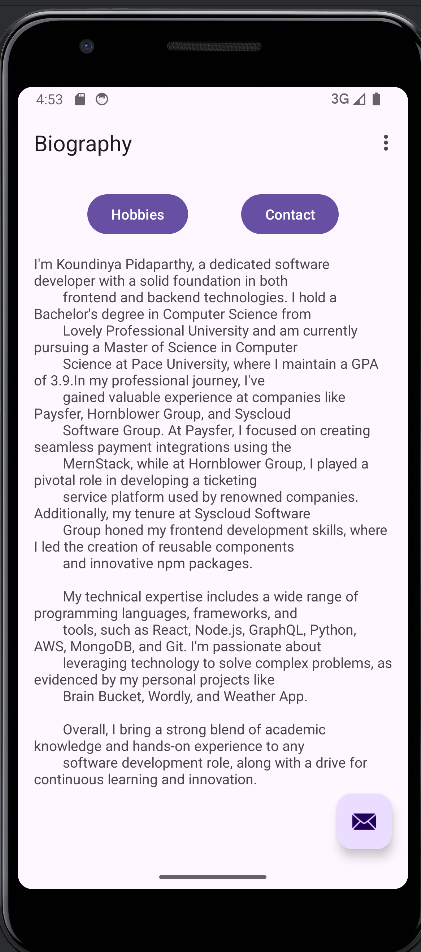 4:53
3G
Biography
Hobbies
Contact
I'm Koundinya Pidaparthy, a dedicated software
developer with a solid foundation in both
frontend and backend technologies. I hold a
Bachelor's degree in Computer Science from
Lovely Professional University and am currently
pursuing a Master of Science in Computer
Science at Pace University, where I maintain a GPA
of 3.9.In my professional journey, I've
gained valuable experience at companies like
Paysfer, Hornblower Group, and Syscloud
Software Group. At Paysfer, I focused on creating
seamless payment integrations using the
MernStack, while at Hornblower Group, I played a
pivotal role in developing a ticketing
service platform used by renowned companies.
Additionally, my tenure at Syscloud Software
Group honed my frontend development skills, where
I led the creation of reusable components
and innovative npm packages.
My technical expertise includes a wide range of
programming languages, frameworks, and
tools, such as React, Node.js, GraphQL, Python,
AWS, MongoDB, and Git. I'm passionate about
leveraging technology to solve complex problems, as
evidenced by my personal projects like
Brain Bucket, Wordly, and Weather App.
Overall, I bring a strong blend of academic
knowledge and hands-on experience to any
software development role, along with a drive for
continuous learning and innovation.